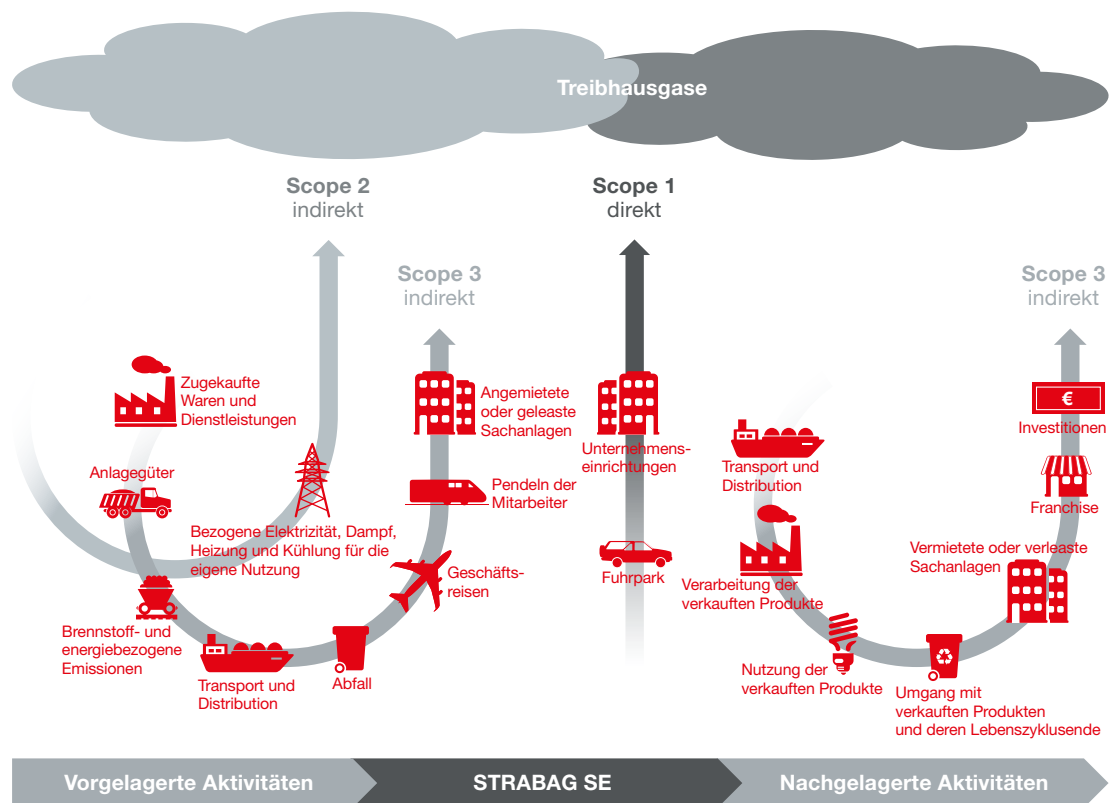 Treibhausgase
Scope 2
indirekt
Scope 1
direkt
Scope 3
indirekt
Scope 3
indirekt
Zugekaufte
Waren und
Dienstleistungen
Anlagegüter
Bezogene Elektrizität, Dampf,
Heizung und Kühlung für die
eigene Nutzung
Brennstoff- und
energiebezogene
Emissionen
Transport und
Distribution
Abfall
Geschäfts-
reisen
Pendeln der
Mitarbeiter
Angemietete
oder geleaste
Sachanlagen
Unternehmens-
einrichtungen
Fuhrpark
Transport und
Distribution
Verarbeitung der
verkauften Produkte
Nutzung der
verkauften Produkte
Umgang mit
verkauften Produkten
und deren Lebenszyklusende
Vermietete oder verleaste
Sachanlagen
Franchise
€
Investitionen
Vorgelagerte Aktivitäten
STRABAG SE
Nachgelagerte Aktivitäten